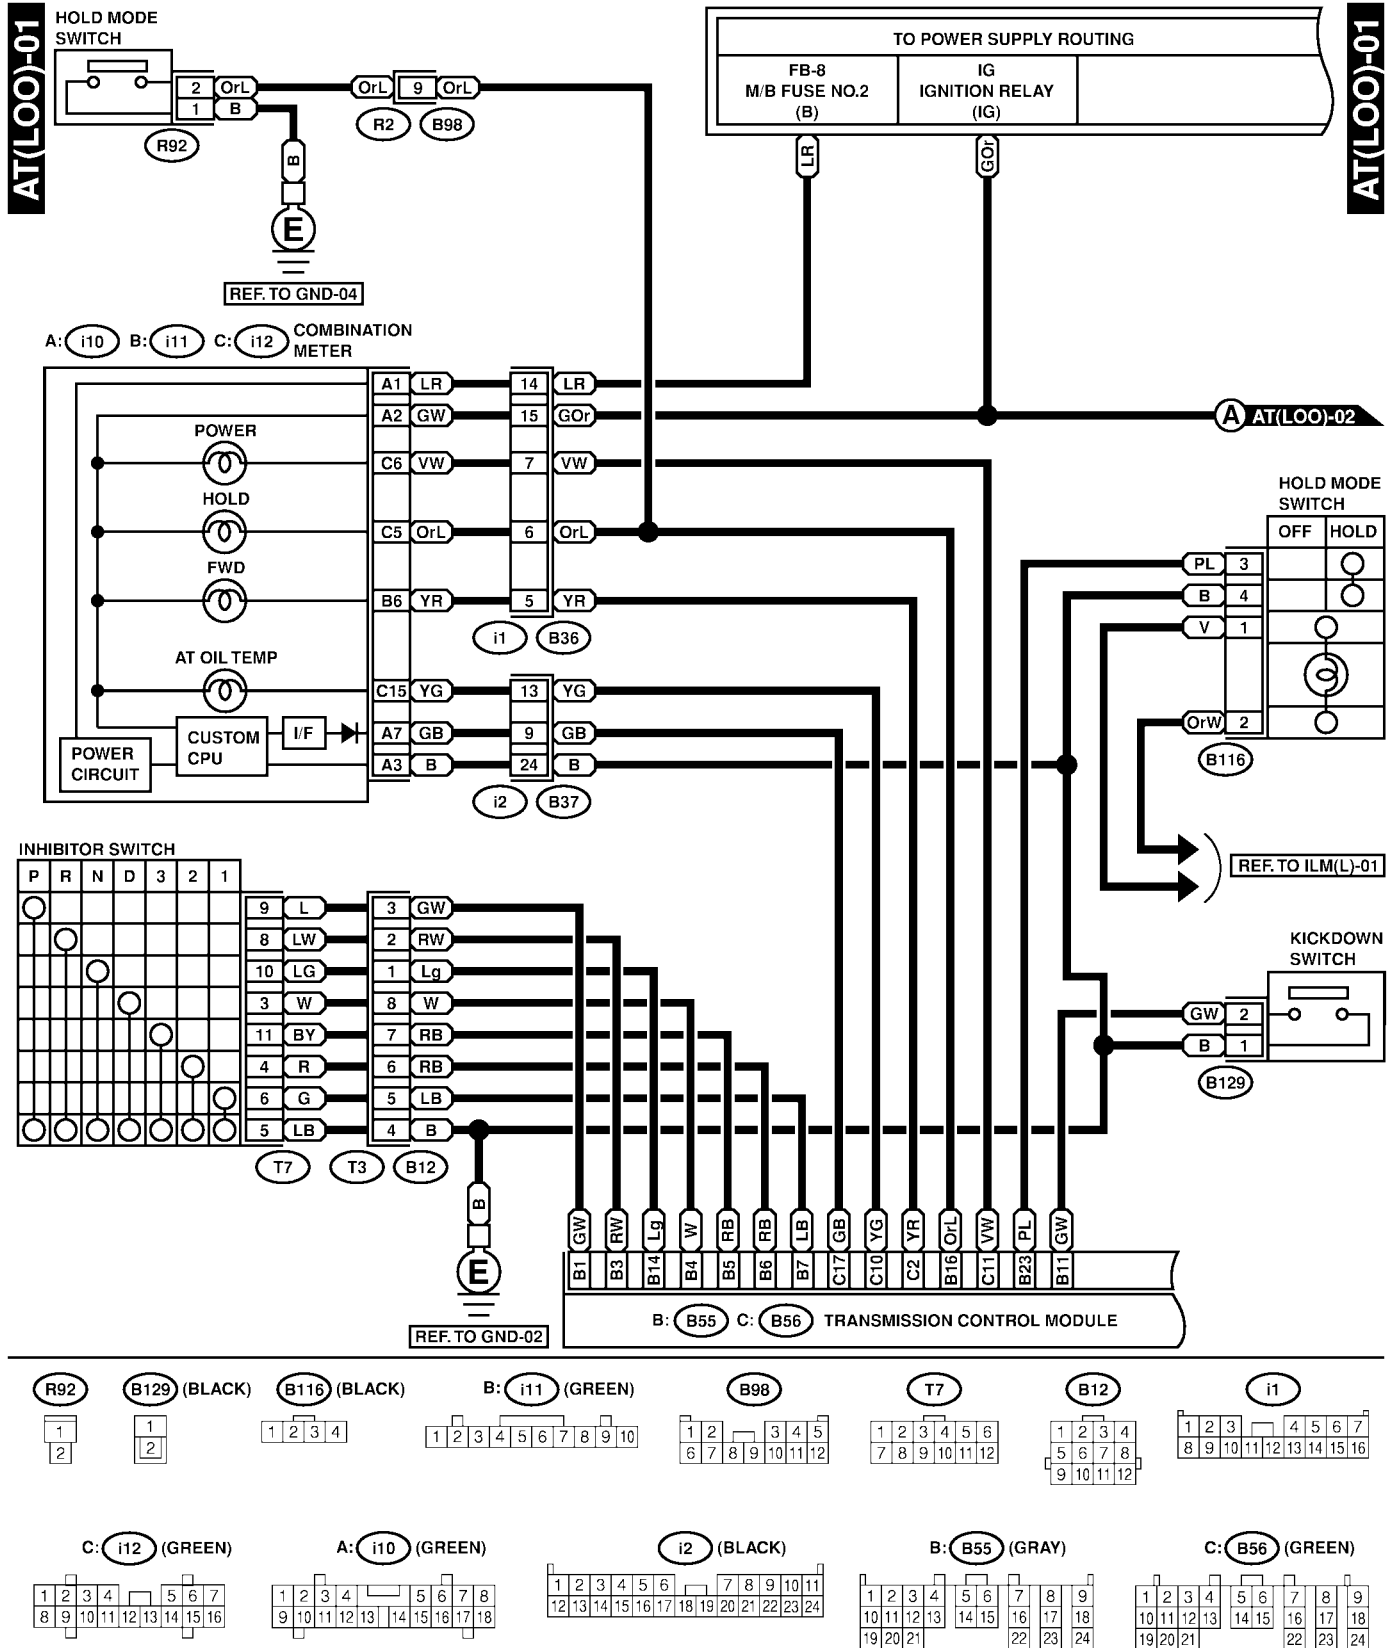 AT(LOO)-01
HOLD MODE
SWITCH
2 OrL
1 B
OrL 9 OrL
R92
R2 B98
B
E
REF. TO GND-04
TO POWER SUPPLY ROUTING
FB-8
M/B FUSE NO.2
(B)
IG
IGNITION RELAY
(IG)
LR
GOr
AT(LOO)-01
A: i10 B: i11 C: i12 COMBINATION
METER
A1 LR 14 LR
A2 GW 15 GOr
A AT(LOO)-02
POWER
C6 VW 7 VW
HOLD
C5 OrL 6 OrL
FWD
B6 YR 5 YR
i1 B36
AT OIL TEMP
C15 YG 13 YG
CUSTOM
CPU
I/F
A7 GB 9 GB
POWER
CIRCUIT
A3 B 24 B
i2 B37
HOLD MODE
SWITCH
OFF HOLD
PL 3
B 4
V 1
OrW 2
B116
REF. TO ILM(L)-01
KICKDOWN
SWITCH
GW 2
B 1
B129
INHIBITOR SWITCH
P R N D 3 2 1
9 L 3 GW
8 LW 2 RW
10 LG 1 Lg
3 W 8 W
11 BY 7 RB
4 R 6 RB
6 G 5 LB
5 LB 4 B
T7 T3 B12
B
E
REF. TO GND-02
GW RW Lg W RB RB LB GB YG YR OrL VW PL GW
B1 B3 B14 B4 B5 B6 B7 C17 C10 C2 B16 C11 B23 B11
B: B55 C: B56 TRANSMISSION CONTROL MODULE
R92
1
2
B129 (BLACK)
1
2
B116 (BLACK)
1 2 3 4
B: i11 (GREEN)
1 2 3 4 5 6 7 8 9 10
B98
1 2 3 4 5
6 7 8 9 10 11 12
T7
1 2 3 4 5 6
7 8 9 10 11 12
B12
1 2 3 4
5 6 7 8
9 10 11 12
i1
1 2 3 4 5 6 7
8 9 10 11 12 13 14 15 16
C: i12 (GREEN)
1 2 3 4 5 6 7
8 9 10 11 12 13 14 15 16
A: i10 (GREEN)
1 2 3 4 5 6 7 8
9 10 11 12 13 14 15 16 17 18
i2 (BLACK)
1 2 3 4 5 6 7 8 9 10 11
12 13 14 15 16 17 18 19 20 21 22 23 24
B: B55 (GRAY)
1 2 3 4 5 6 7 8 9
10 11 12 13 14 15 16 17 18
19 20 21 22 23 24
C: B56 (GREEN)
1 2 3 4 5 6 7 8 9
10 11 12 13 14 15 16 17 18
19 20 21 22 23 24